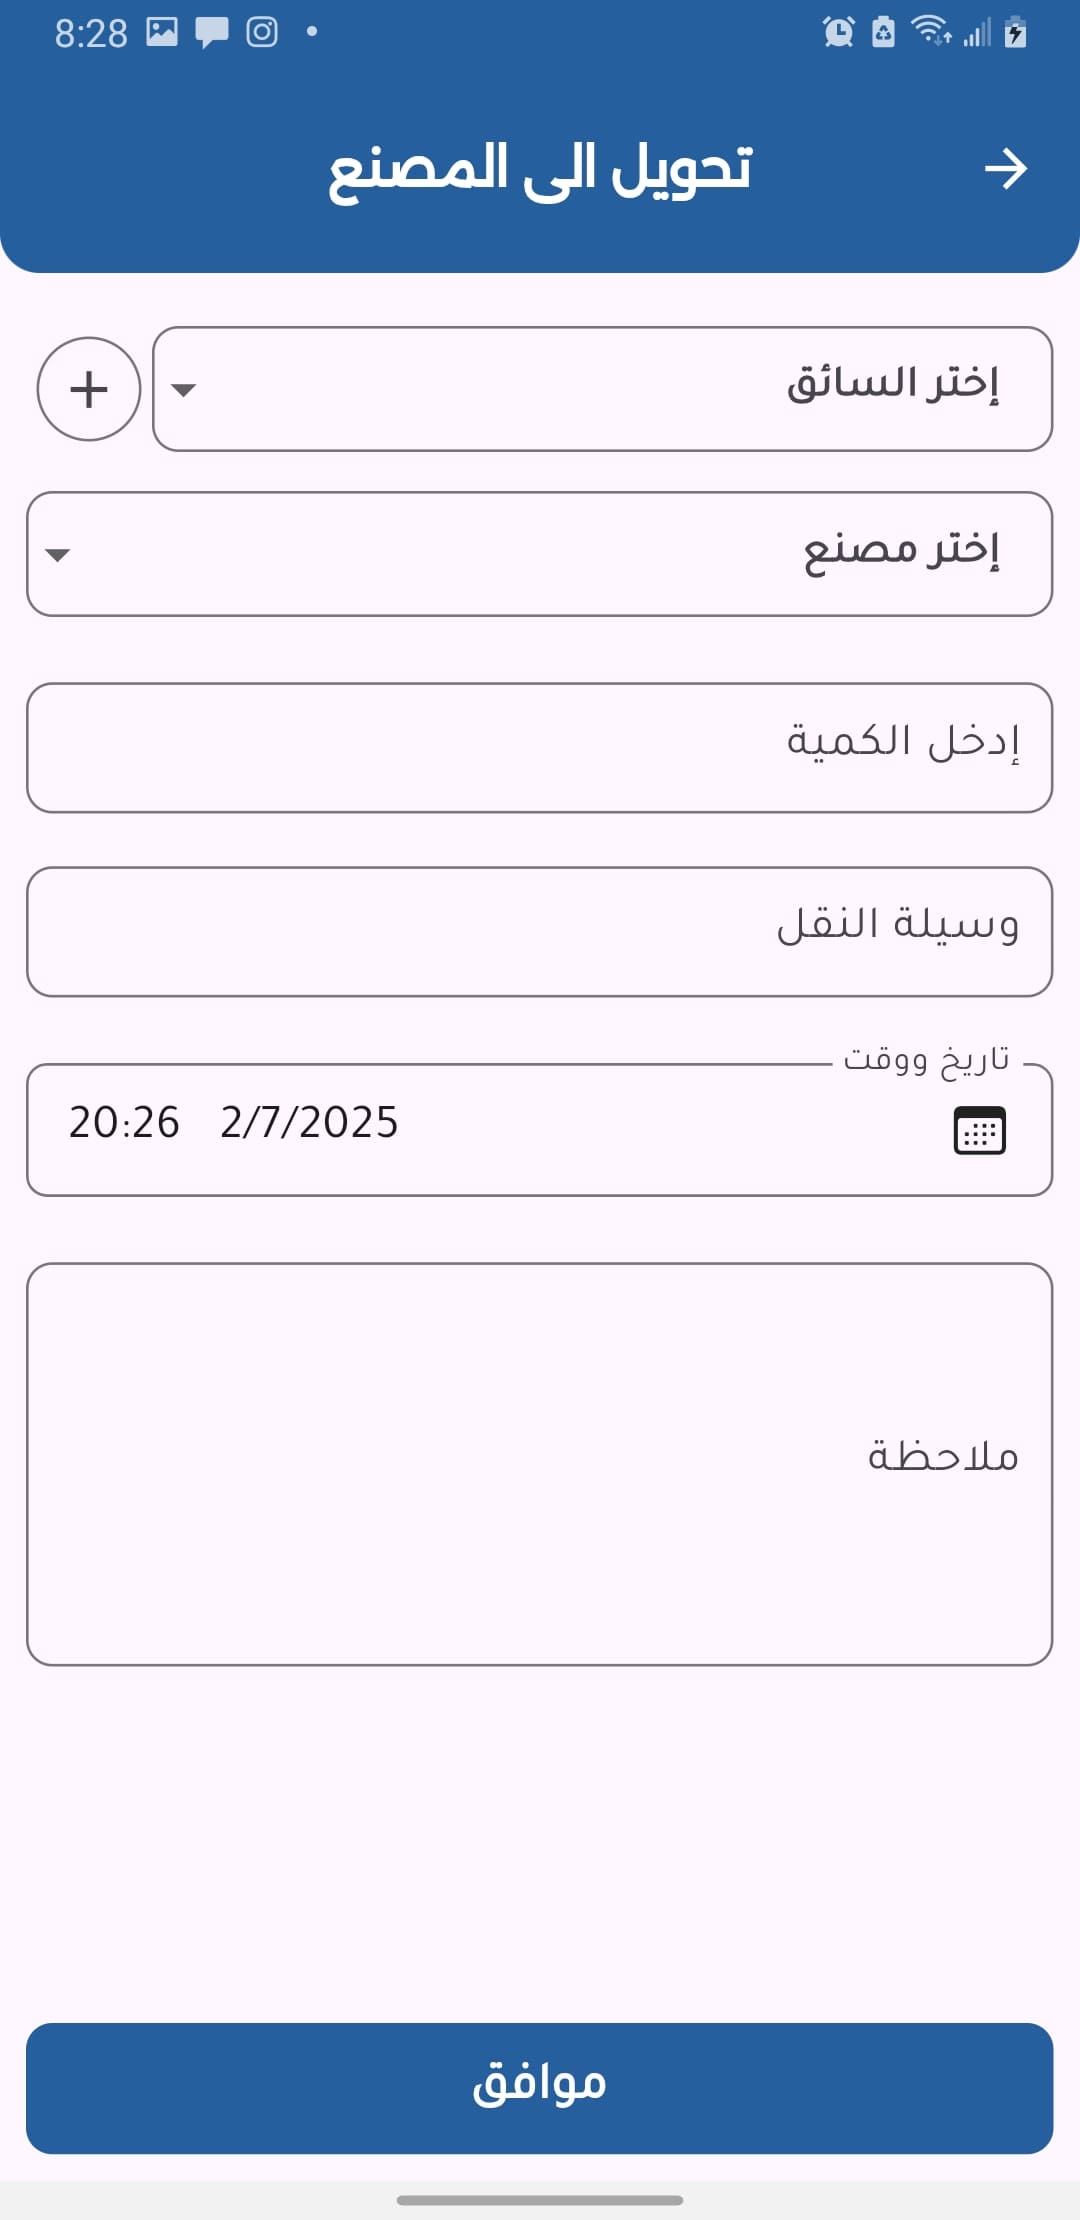 8:28
تحويل الى المصنع
إختر السائق
إختر مصنع
إدخل الكمية
وسيلة النقل
تاريخ ووقت
20:26 2/7/2025
ملاحظة
موافق